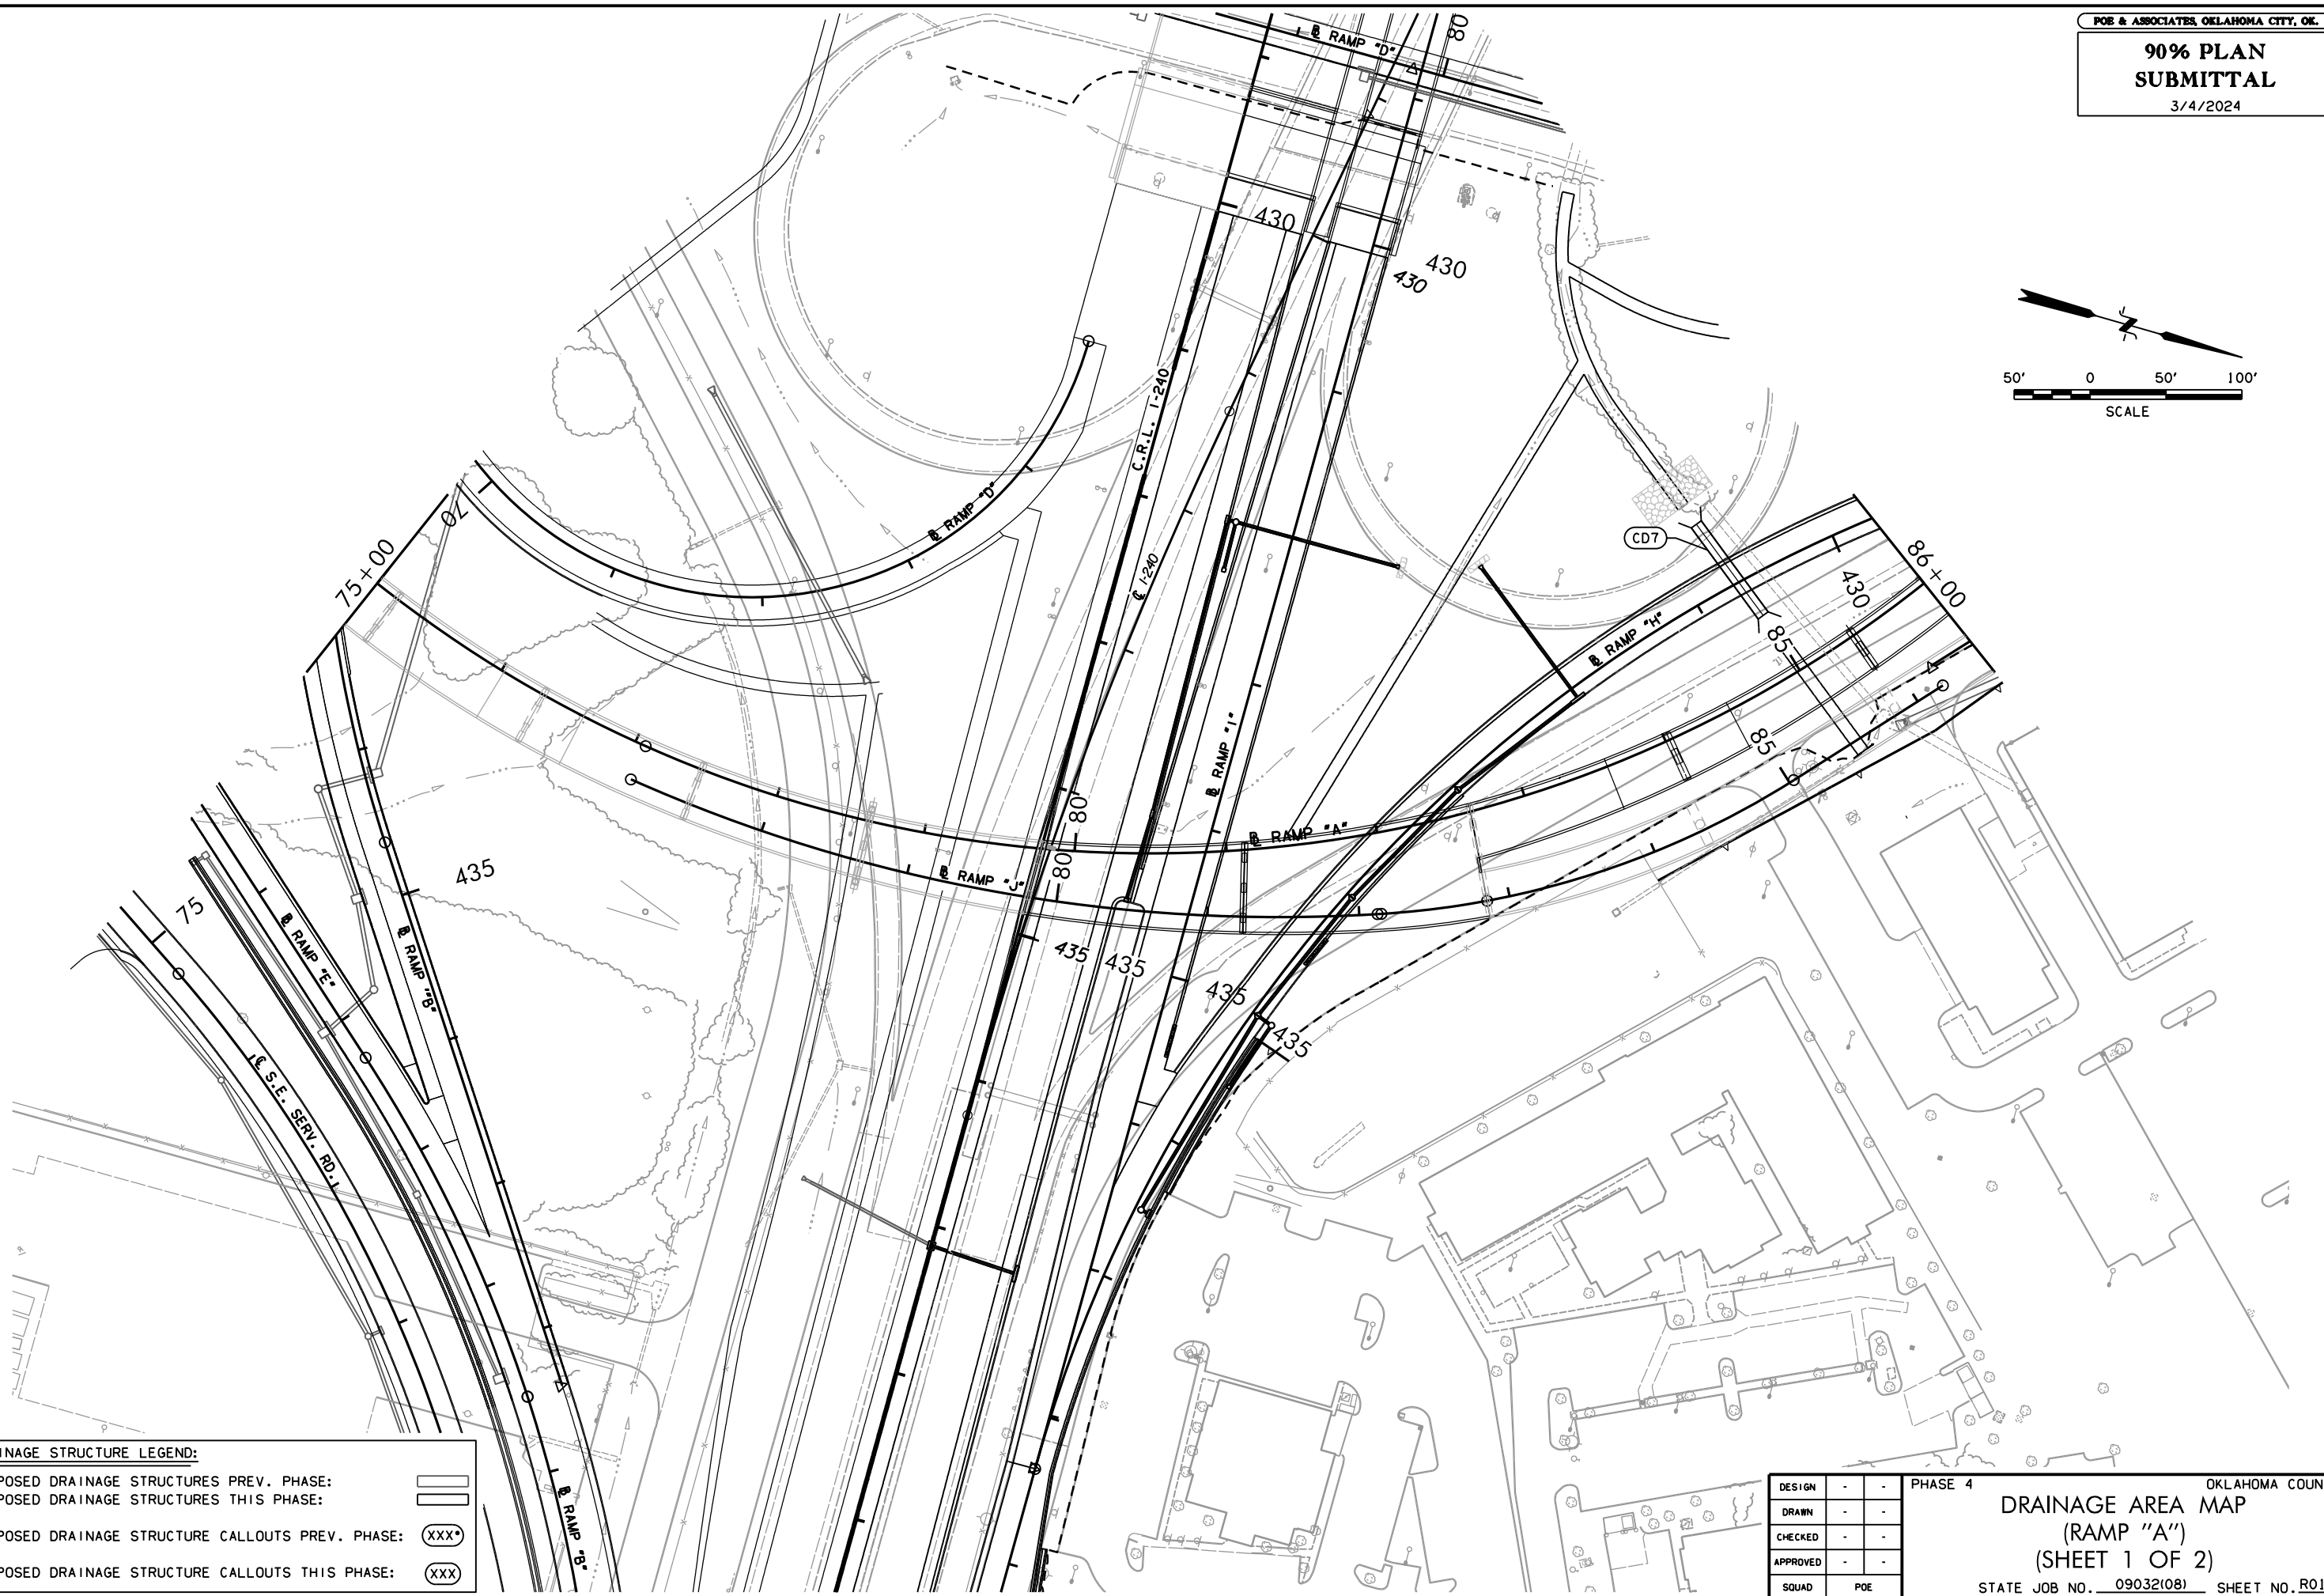 POE & ASSOCIATES, OKLAHOMA CITY, OK.
90% PLAN
SUBMITTAL
3/4/2024
℄ RAMP "D"
80
430
430
430
C.R.L. I-240
50' 0 50' 100'
SCALE
℄ RAMP "D"
70
75+00
CD7
86+00
℄ I-240
430
85
℄ RAMP "H"
℄ RAMP "I"
85
80
℄ RAMP "A"
80
℄ RAMP "J"
435
75
℄ RAMP "E"
℄ RAMP "B"
435
435
435
435
℄ S.E. SERV. RD.
℄ RAMP "B"
INAGE STRUCTURE LEGEND:
POSED DRAINAGE STRUCTURES PREV. PHASE:
POSED DRAINAGE STRUCTURES THIS PHASE:
POSED DRAINAGE STRUCTURE CALLOUTS PREV. PHASE: XXX*
POSED DRAINAGE STRUCTURE CALLOUTS THIS PHASE: XXX
DESIGN - -
DRAWN - -
CHECKED - -
APPROVED - -
SQUAD POE
PHASE 4 OKLAHOMA COUN
DRAINAGE AREA MAP
(RAMP "A")
(SHEET 1 OF 2)
STATE JOB NO. 09032(08) SHEET NO.